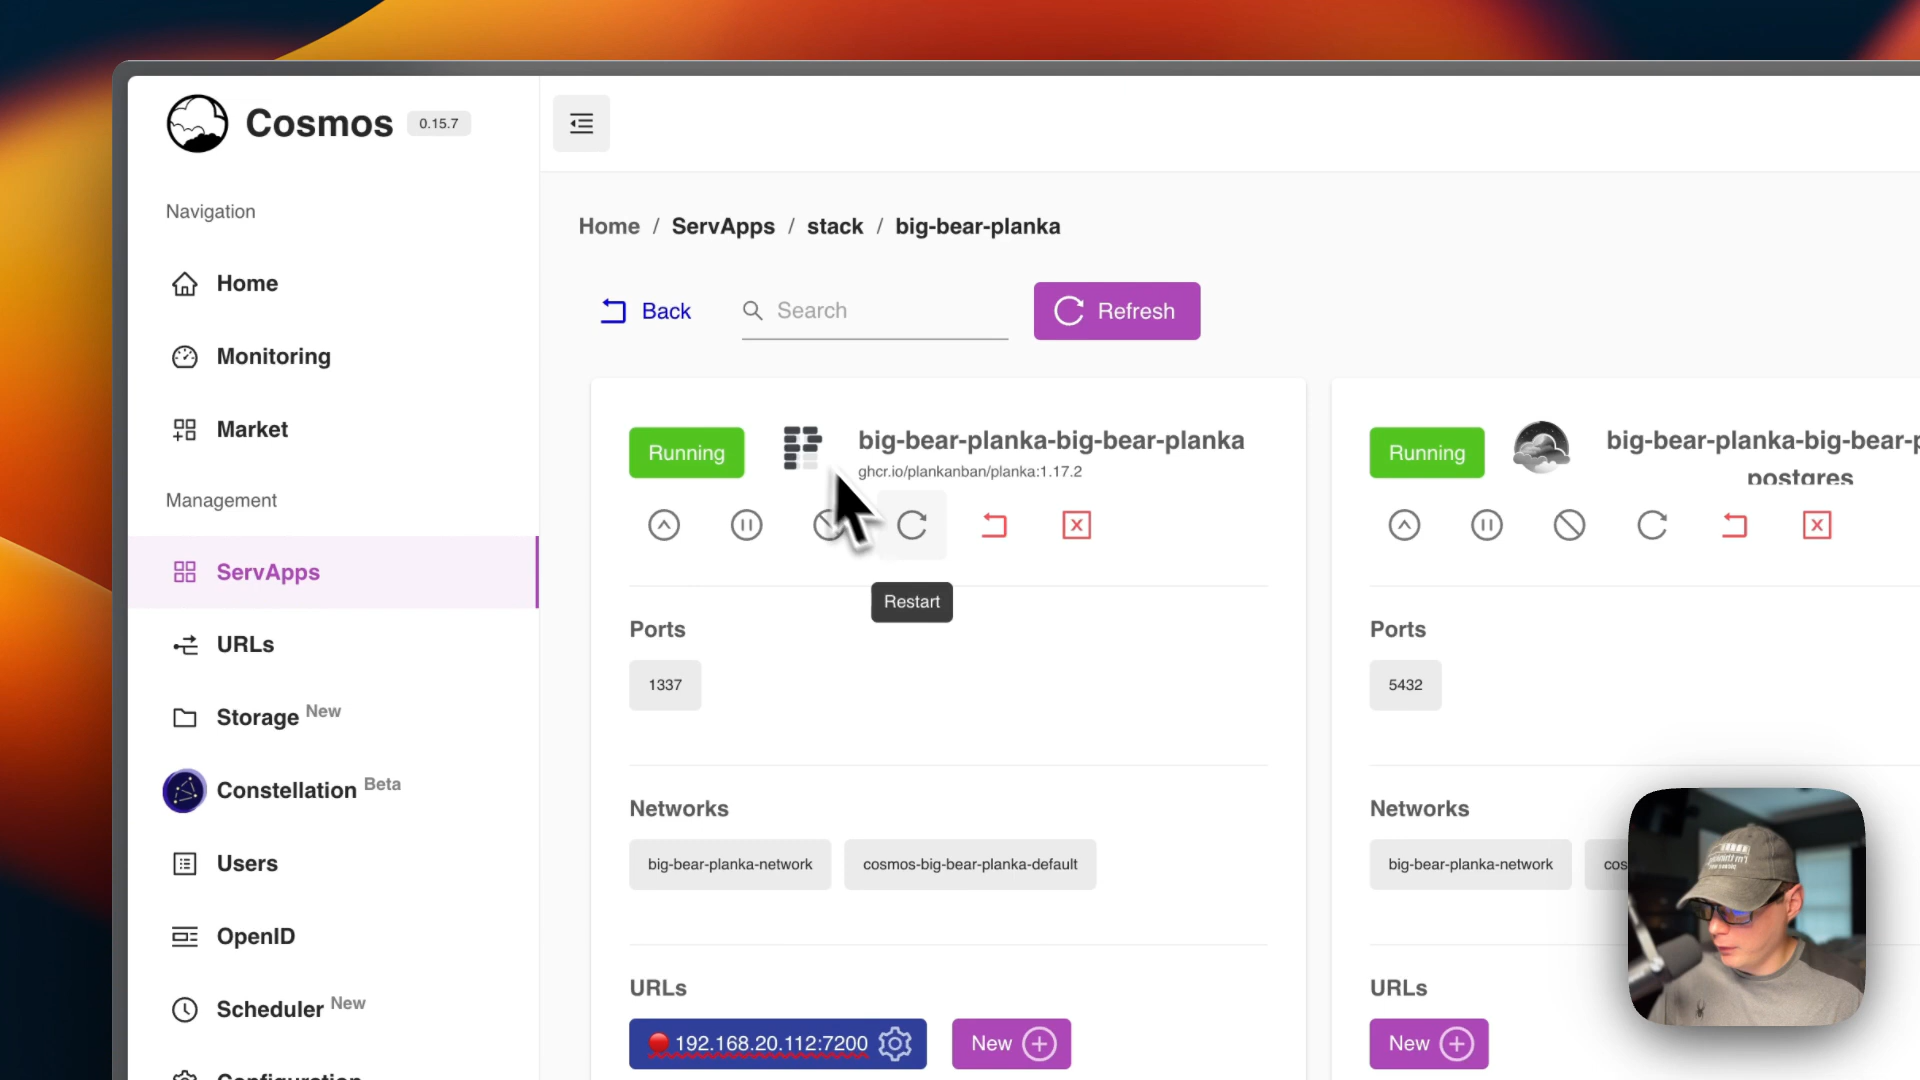 Cosmos 0.15.7
Navigation
Home
Monitoring
Market
Management
ServApps
URLs
Storage New
Constellation Beta
Users
OpenID
Scheduler New
Configuration
Home / ServApps / stack / big-bear-planka
Back
Search
Refresh
Running
big-bear-planka-big-bear-planka
ghcr.io/plankanban/planka:1.17.2
Restart
Ports
1337
Networks
big-bear-planka-network
cosmos-big-bear-planka-default
URLs
192.168.20.112:7200
New
Running
big-bear-planka-big-bear-p
postgres
Ports
5432
Networks
big-bear-planka-network
cos
URLs
New